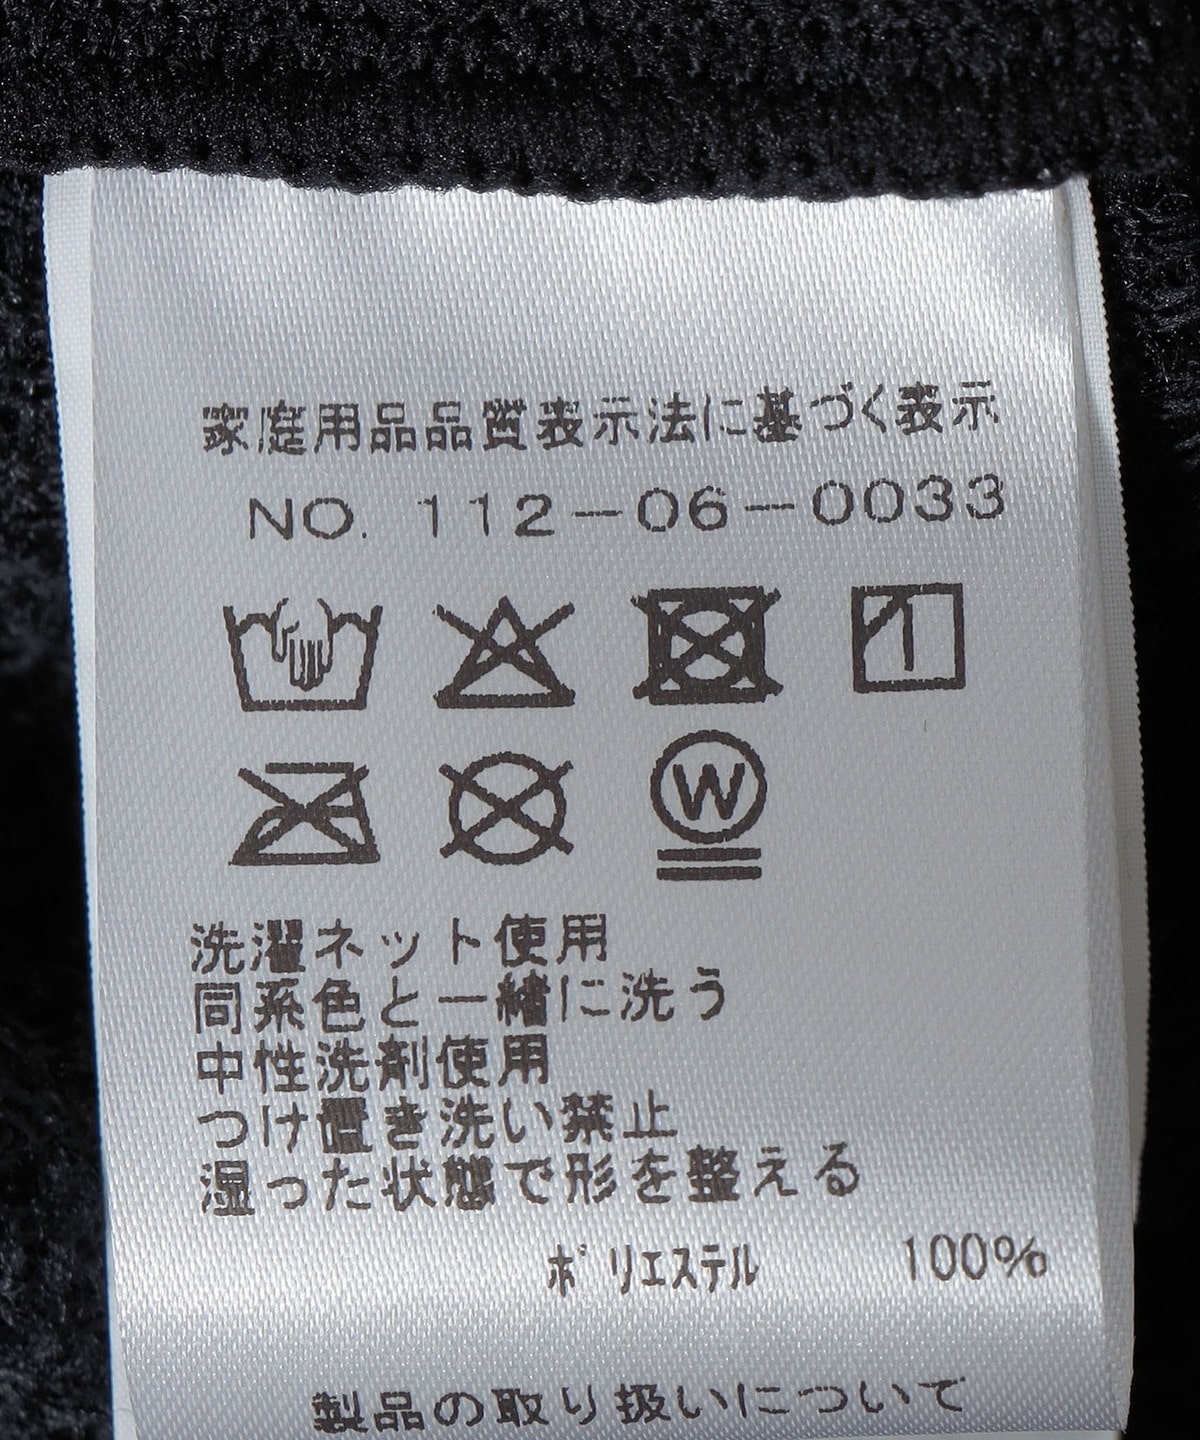 家庭用品品質表示法に基づく表示
NO. 112-06-0033
W
洗濯ネット使用
同系色と一緒に洗う
中性洗剤使用
つけ置き洗い禁止
湿った状態で形を整える
ﾎﾟﾘｴｽﾃﾙ 100%
製品の取り扱いについて